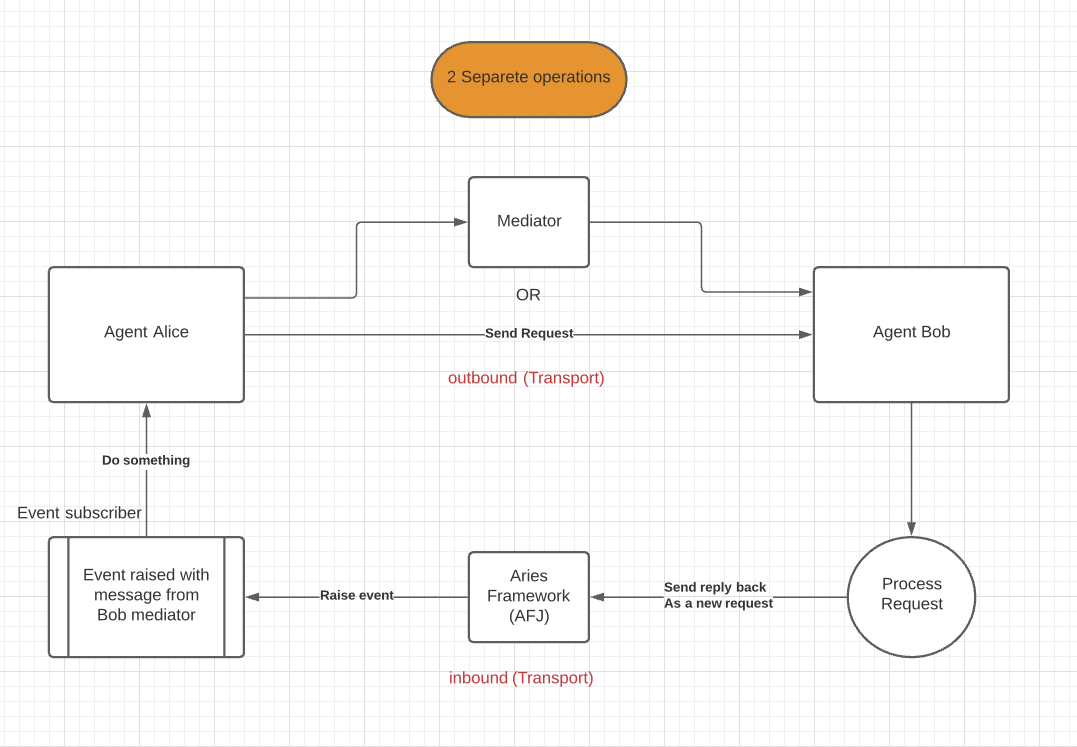 2 Separete operations
Mediator
OR
Agent Alice
Send Request
Agent Bob
outbound (Transport)
Do something
Event subscriber
Event raised with
message from
Bob mediator
Raise event
Aries
Framework
(AFJ)
Send reply back
As a new request
Process
Request
inbound (Transport)